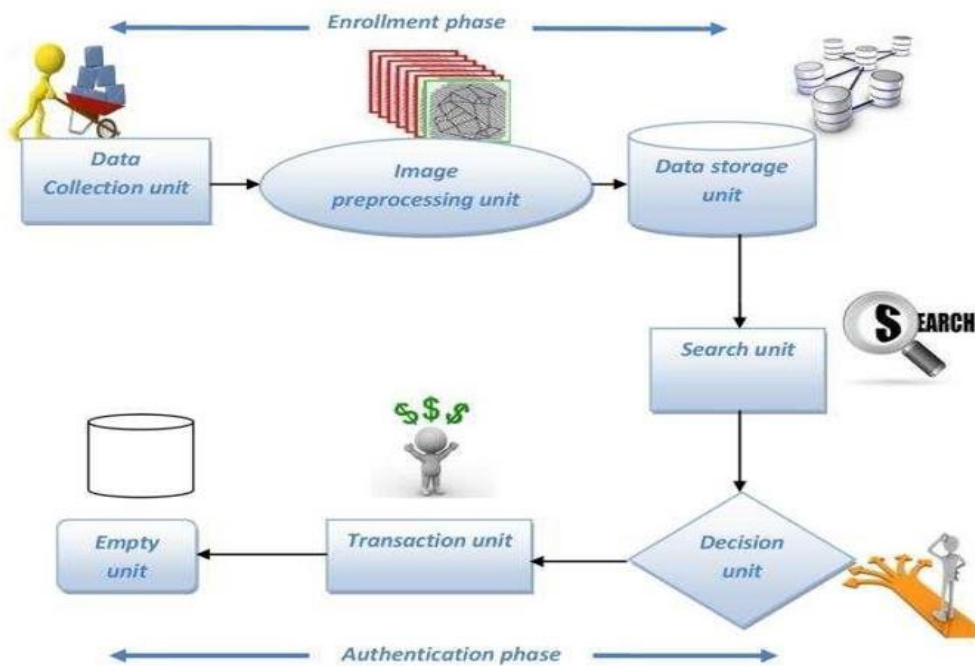 Enrollment phase
Data
Collection unit
Image
preprocessing unit
Data storage
unit
Search unit
$EARCH
Decision
unit
Transaction unit
$$$
Empty
unit
Authentication phase